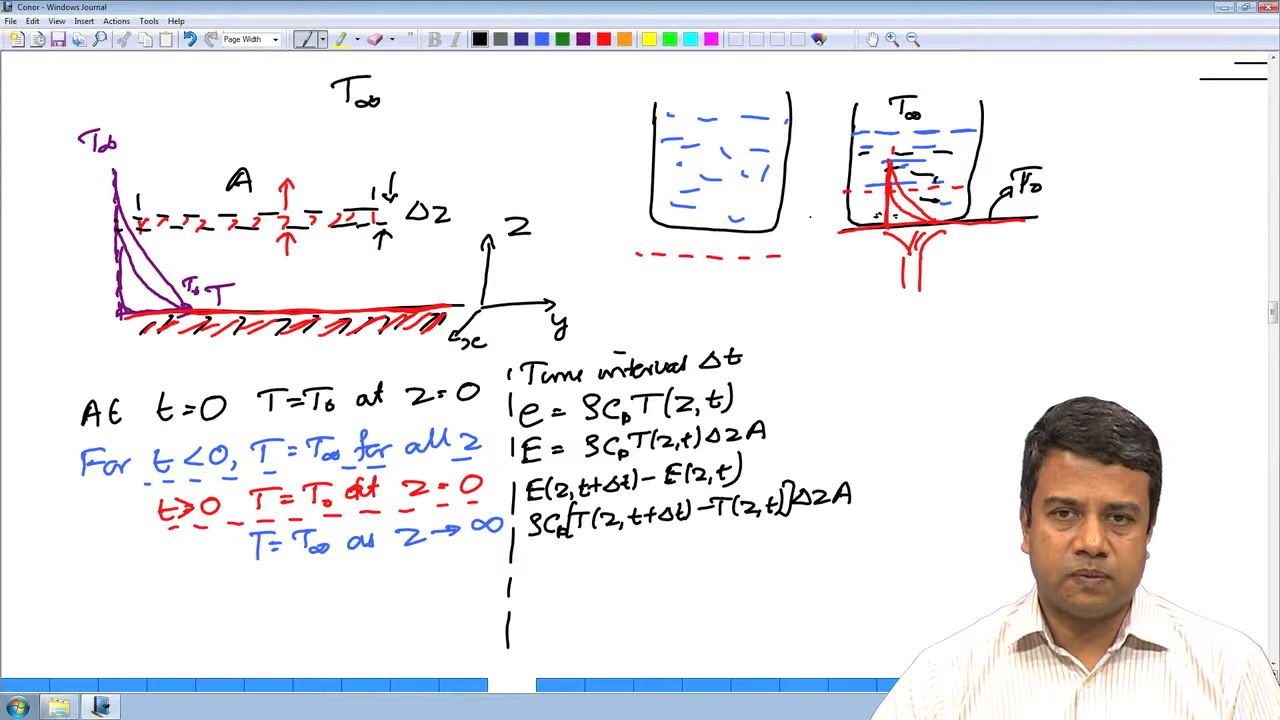 Conor - Windows Journal
File Edit View Insert Actions Tools Help
Page Width
B I
T∞
T∞
A
Δz
z
y
x
T₀ T
T∞
T₀
At t=0 T=T₀ at z=0
For t<0, T=T∞ for all z
t>0 T=T₀ at z=0
T=T∞ as z→∞
Time interval Δt
e = ρCₚT(z,t)
E = ρCₚT(z,t)ΔzA
E(z,t+Δt)-E(z,t)
ρCₚ[T(z,t+Δt)-T(z,t)]ΔzA